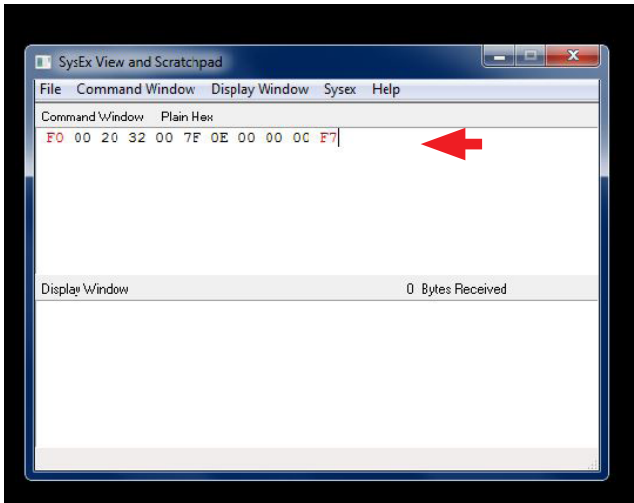 SysEx View and Scratchpad
File Command Window Display Window Sysex Help
Command Window Plain Hex
F0 00 20 32 00 7F 0E 00 00 00 F7
Display Window 0 Bytes Received